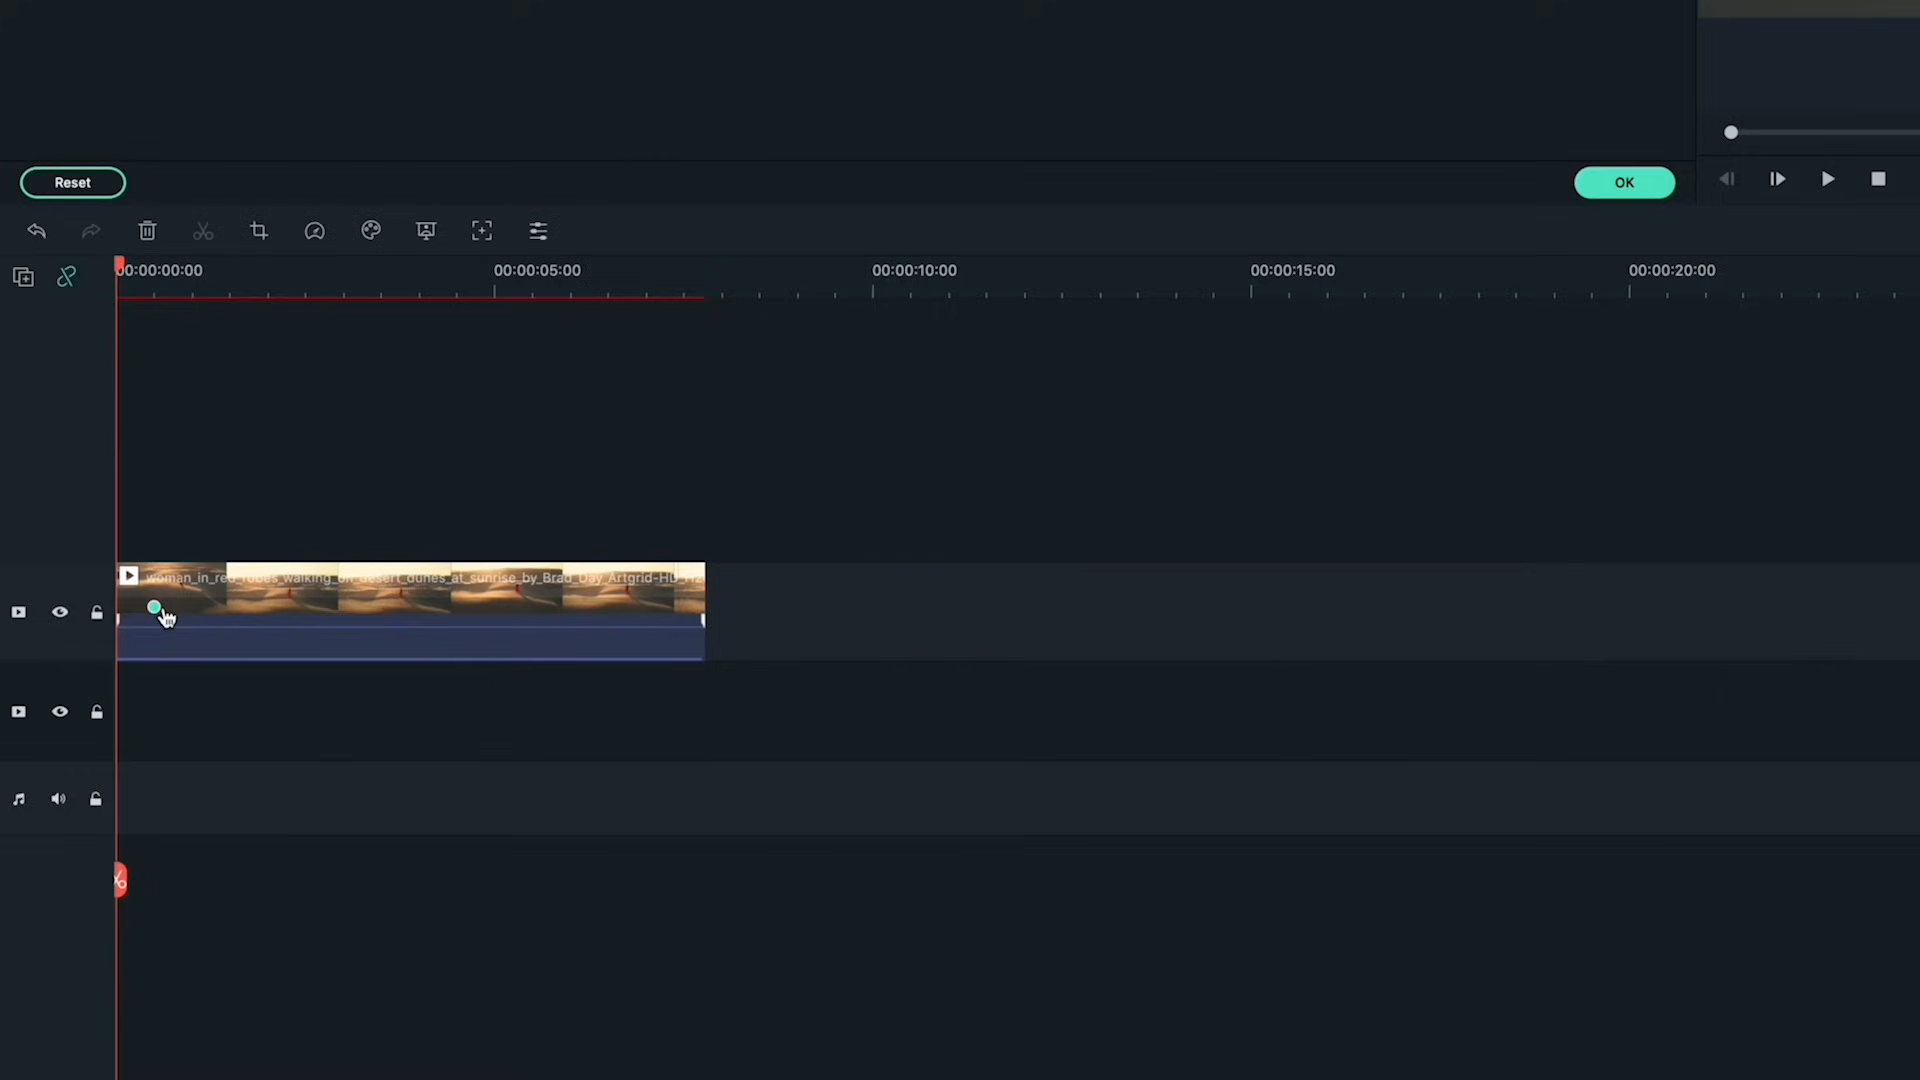 Reset
OK
00:00:00:00
00:00:05:00
00:00:10:00
00:00:15:00
00:00:20:00
woman_in_red_robes_walking_on_desert_dunes_at_sunrise_by_Brad_Day_Artgrid-HD_H2